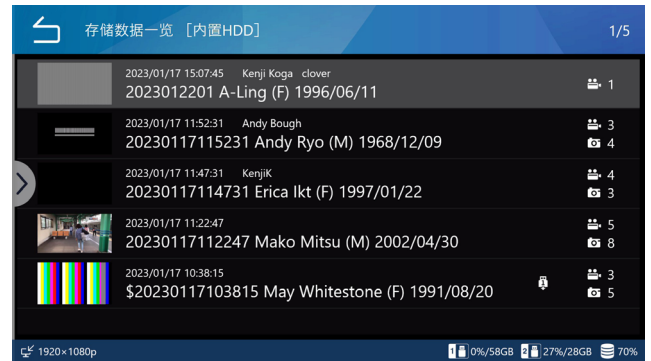 存储数据一览 [内置HDD]
1/5
2023/01/17 15:07:45 Kenji Koga clover
2023012201 A-Ling (F) 1996/06/11
1
2023/01/17 11:52:31 Andy Bough
20230117115231 Andy Ryo (M) 1968/12/09
3
4
2023/01/17 11:47:31 KenjiK
20230117114731 Erica Ikt (F) 1997/01/22
4
3
2023/01/17 11:22:47
20230117112247 Mako Mitsu (M) 2002/04/30
5
8
2023/01/17 10:38:15
$20230117103815 May Whitestone (F) 1991/08/20
1
3
5
1920×1080p
1 0%/58GB 2 27%/28GB 70%